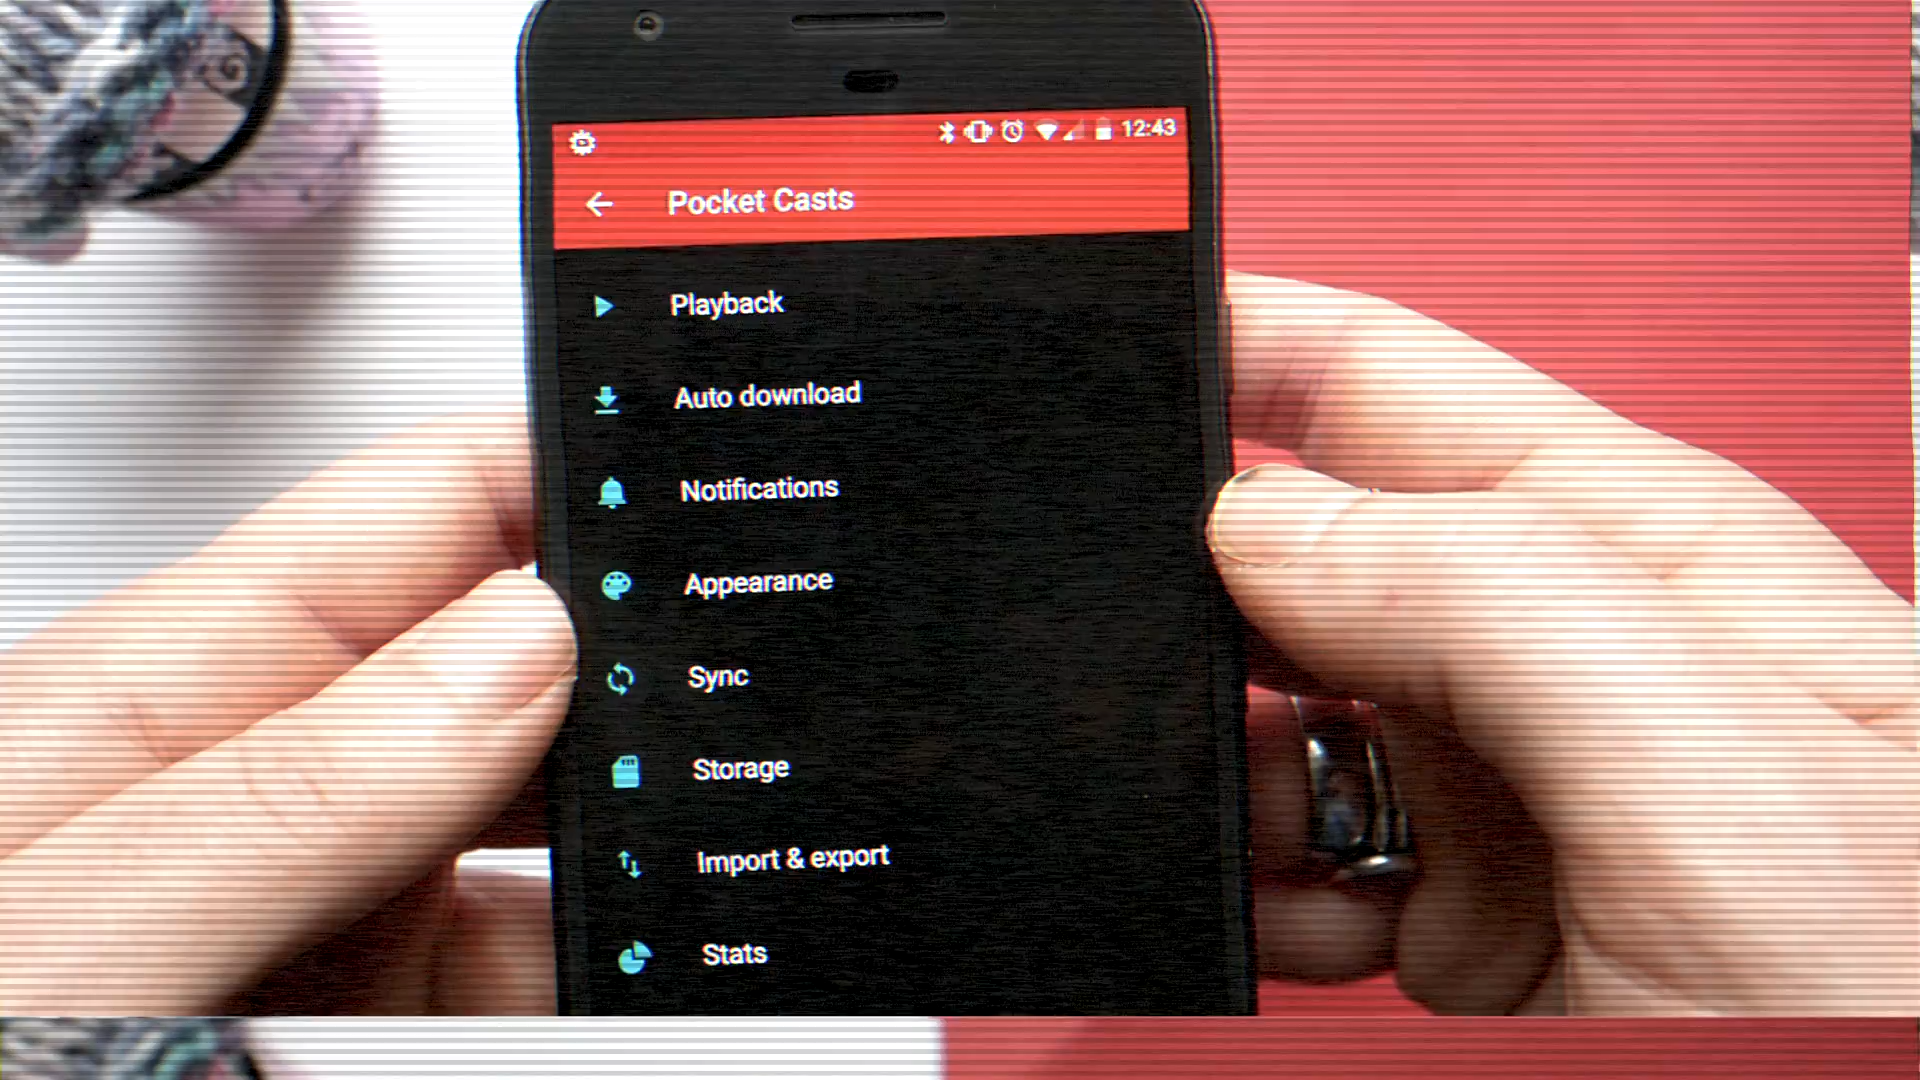 12:43
Pocket Casts
Playback
Auto download
Notifications
Appearance
Sync
Storage
Import & export
Stats